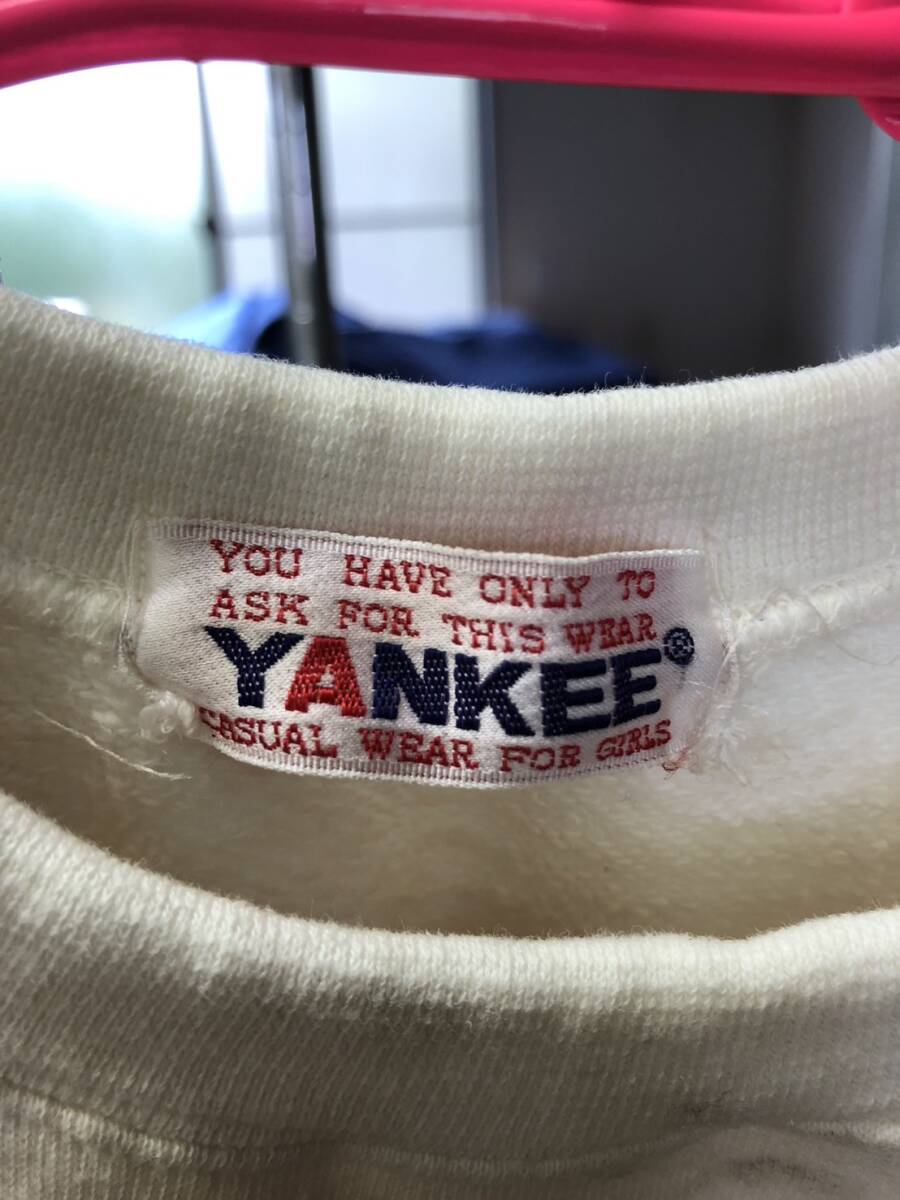 YOU HAVE ONLY TO
ASK FOR THIS WEAR
YANKEE®
CASUAL WEAR FOR GIRLS